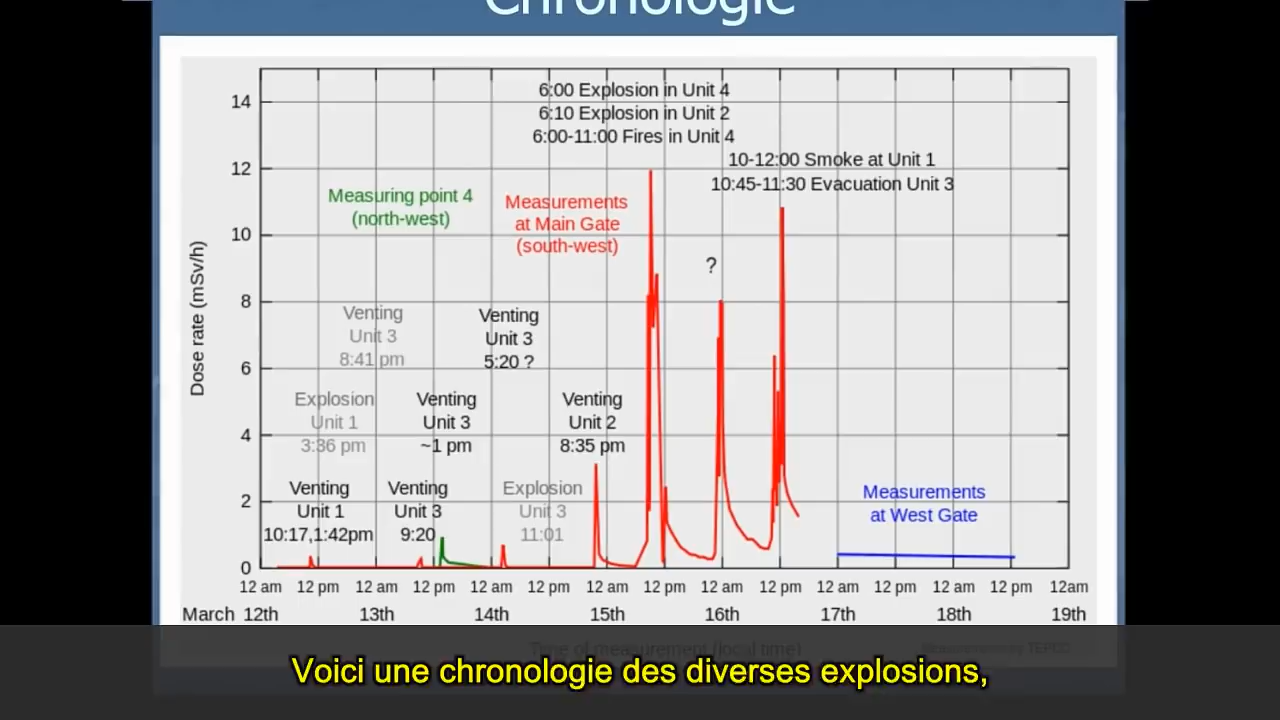 Chronologie
6:00 Explosion in Unit 4
6:10 Explosion in Unit 2
6:00-11:00 Fires in Unit 4
10-12:00 Smoke at Unit 1
10:45-11:30 Evacuation Unit 3
Measuring point 4
(north-west)
Measurements
at Main Gate
(south-west)
?
Venting
Unit 3
8:41 pm
Venting
Unit 3
5:20 ?
Explosion
Unit 1
3:36 pm
Venting
Unit 3
~1 pm
Venting
Unit 2
8:35 pm
Venting
Unit 1
10:17,1:42pm
Venting
Unit 3
9:20
Explosion
Unit 3
11:01
Measurements
at West Gate
Dose rate (mSv/h)
14
12
10
8
6
4
2
0
12 am 12 pm 12 am 12 pm 12 am 12 pm 12 am 12 pm 12 am 12 pm 12 am 12 pm 12 am 12 pm 12am
March 12th 13th 14th 15th 16th 17th 18th 19th
Time of measurement (local time)
Measurements by TEPCO
Voici une chronologie des diverses explosions,